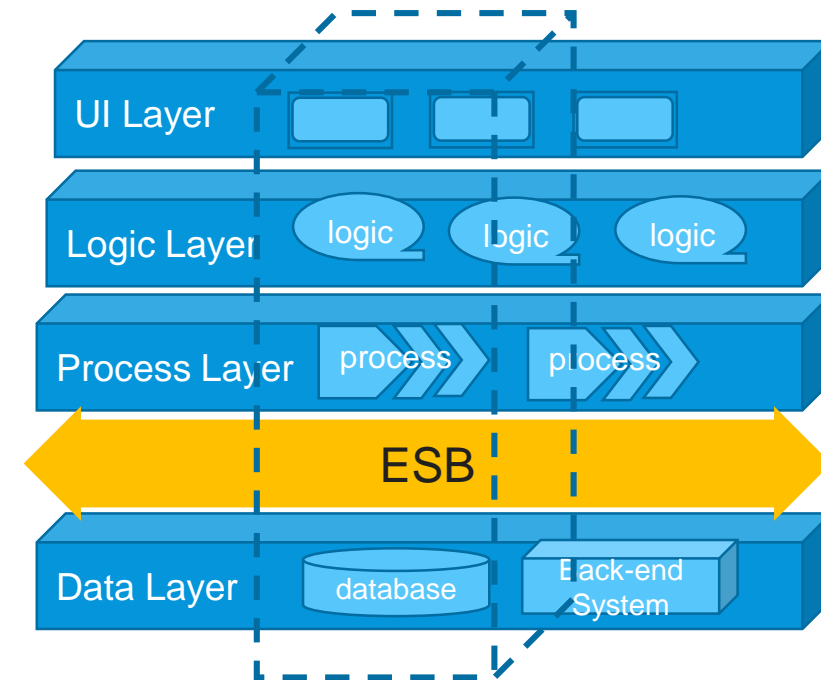 UI Layer
Logic Layer
logic
logic
logic
Process Layer
process
process
ESB
Data Layer
database
Back-end
System